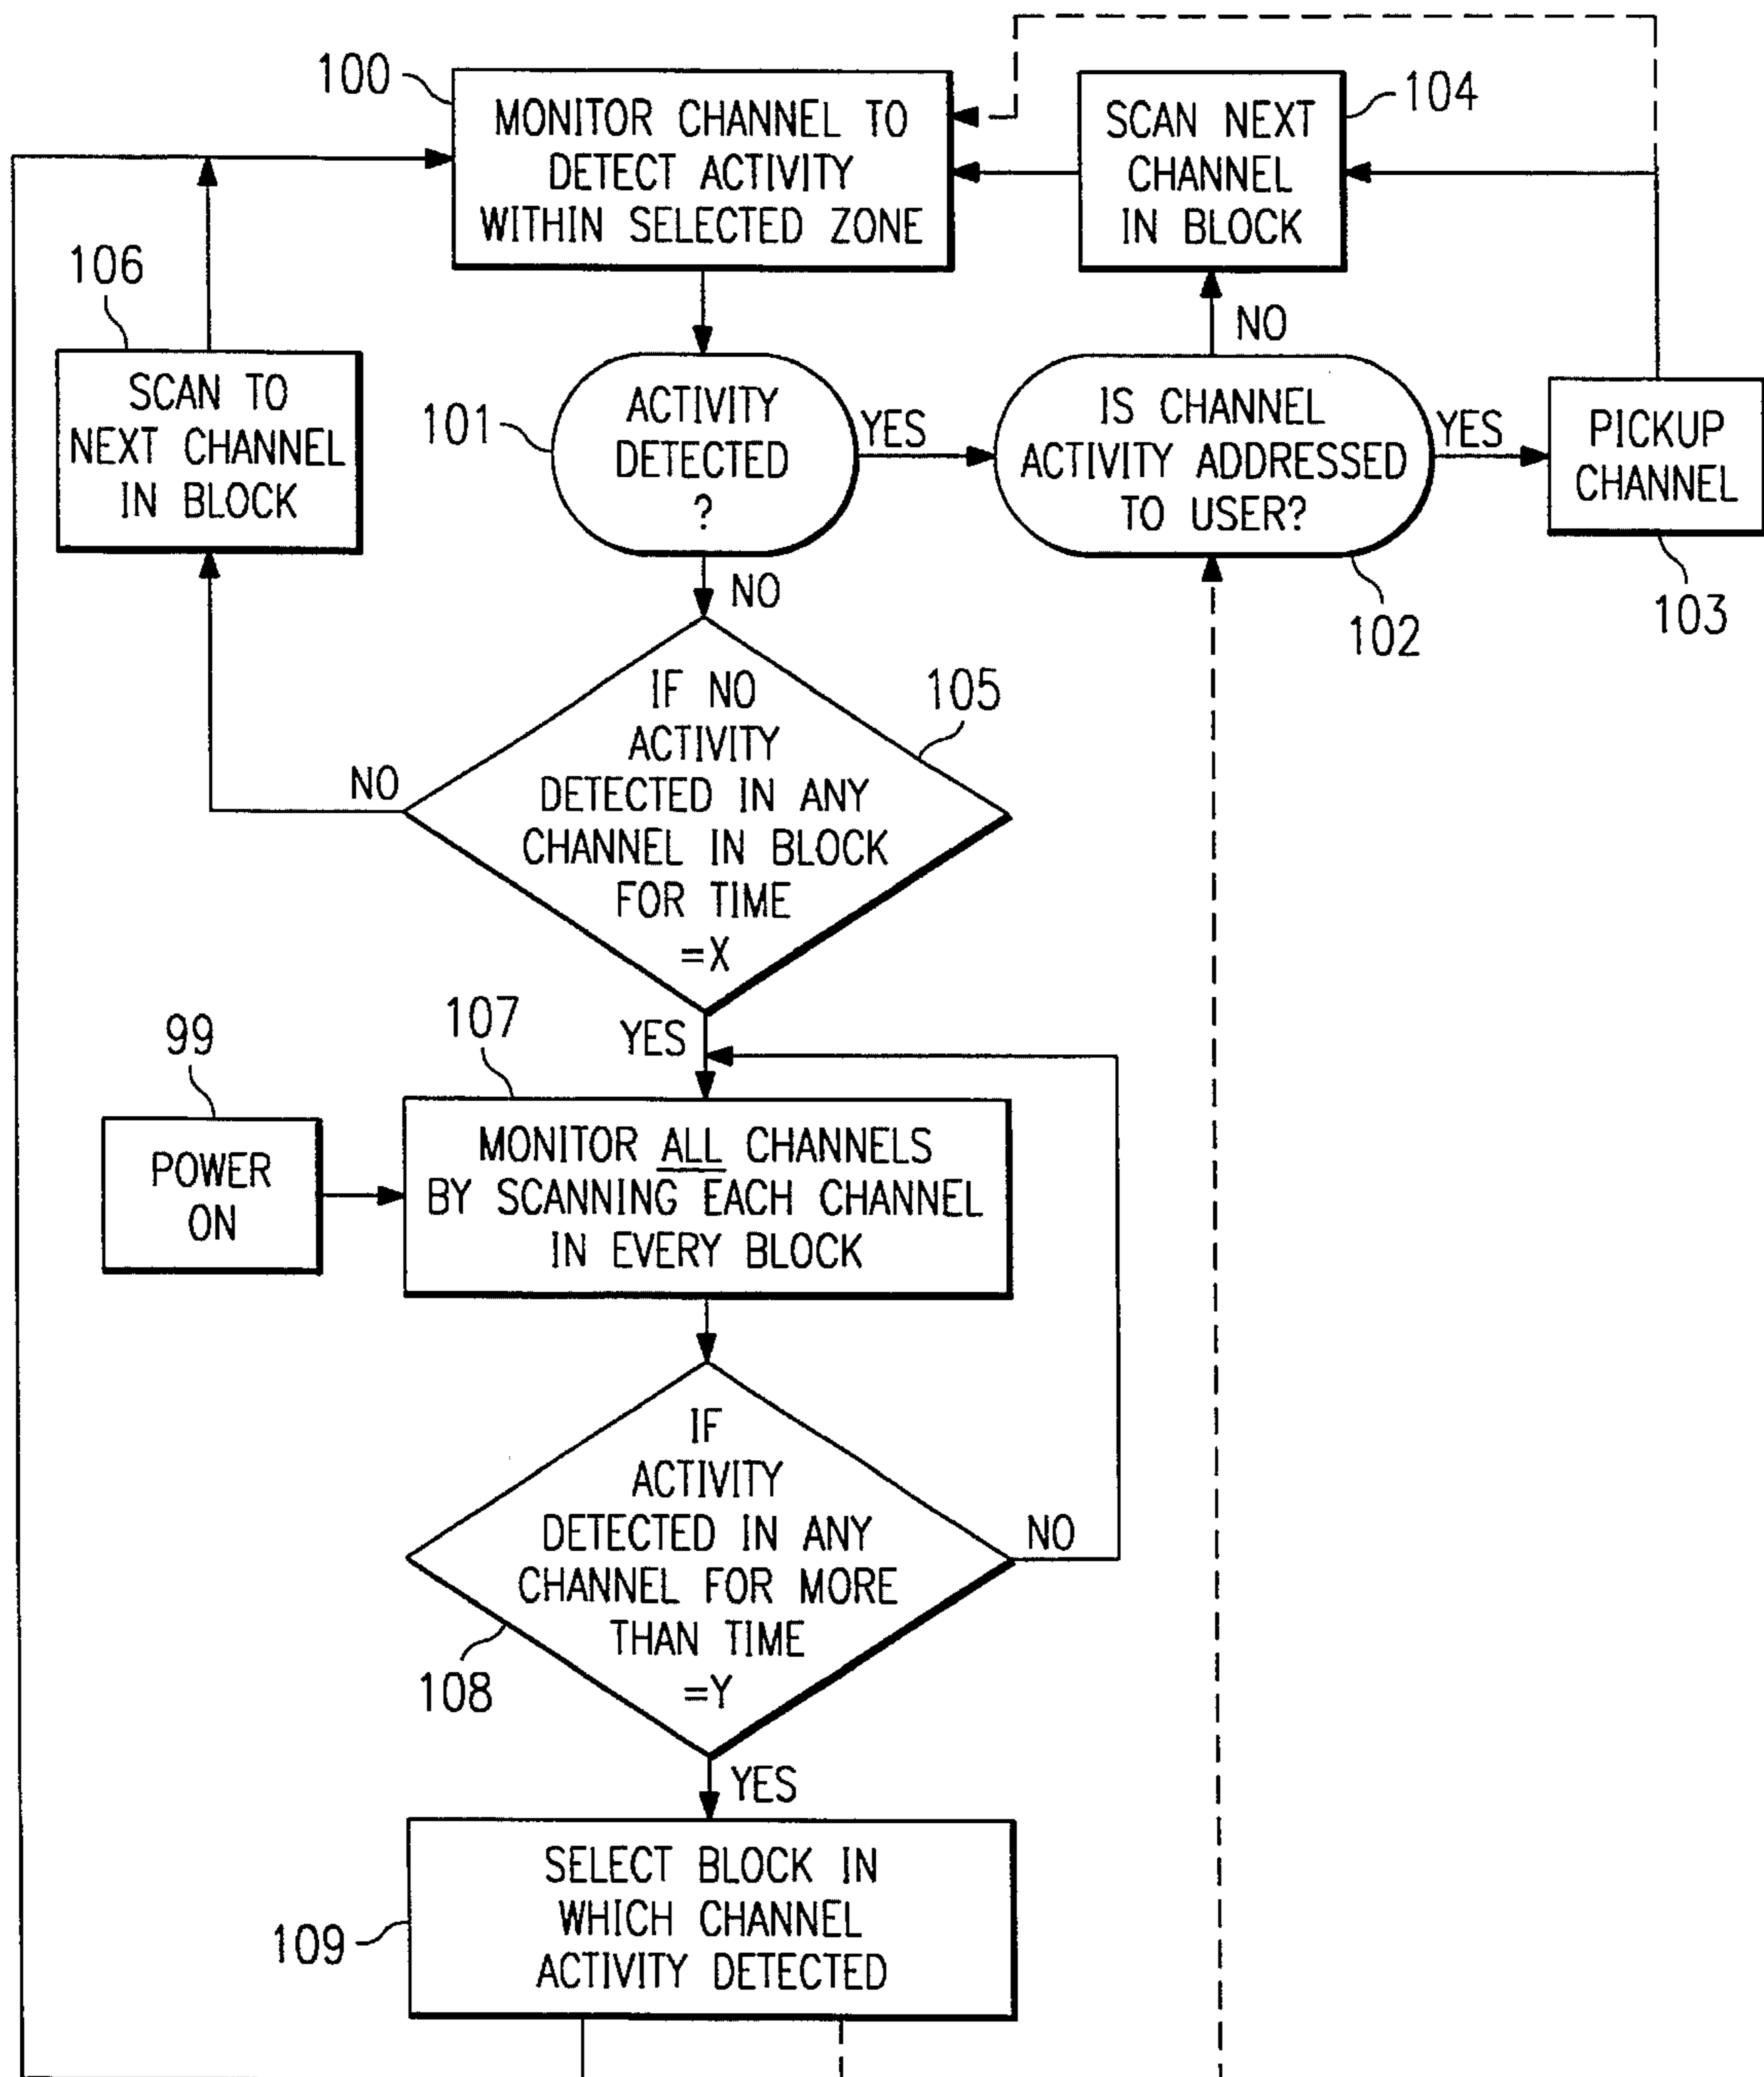 100
MONITOR CHANNEL TO
DETECT ACTIVITY
WITHIN SELECTED ZONE
SCAN NEXT
CHANNEL
IN BLOCK
104
106
SCAN TO
NEXT CHANNEL
IN BLOCK
NO
101
ACTIVITY
DETECTED
?
YES
IS CHANNEL
ACTIVITY ADDRESSED
TO USER?
YES
PICKUP
CHANNEL
102
103
NO
IF NO
ACTIVITY
DETECTED IN ANY
CHANNEL IN BLOCK
FOR TIME
=X
105
NO
YES
107
99
POWER
ON
MONITOR ALL CHANNELS
BY SCANNING EACH CHANNEL
IN EVERY BLOCK
IF
ACTIVITY
DETECTED IN ANY
CHANNEL FOR MORE
THAN TIME
=Y
NO
108
YES
SELECT BLOCK IN
WHICH CHANNEL
ACTIVITY DETECTED
109